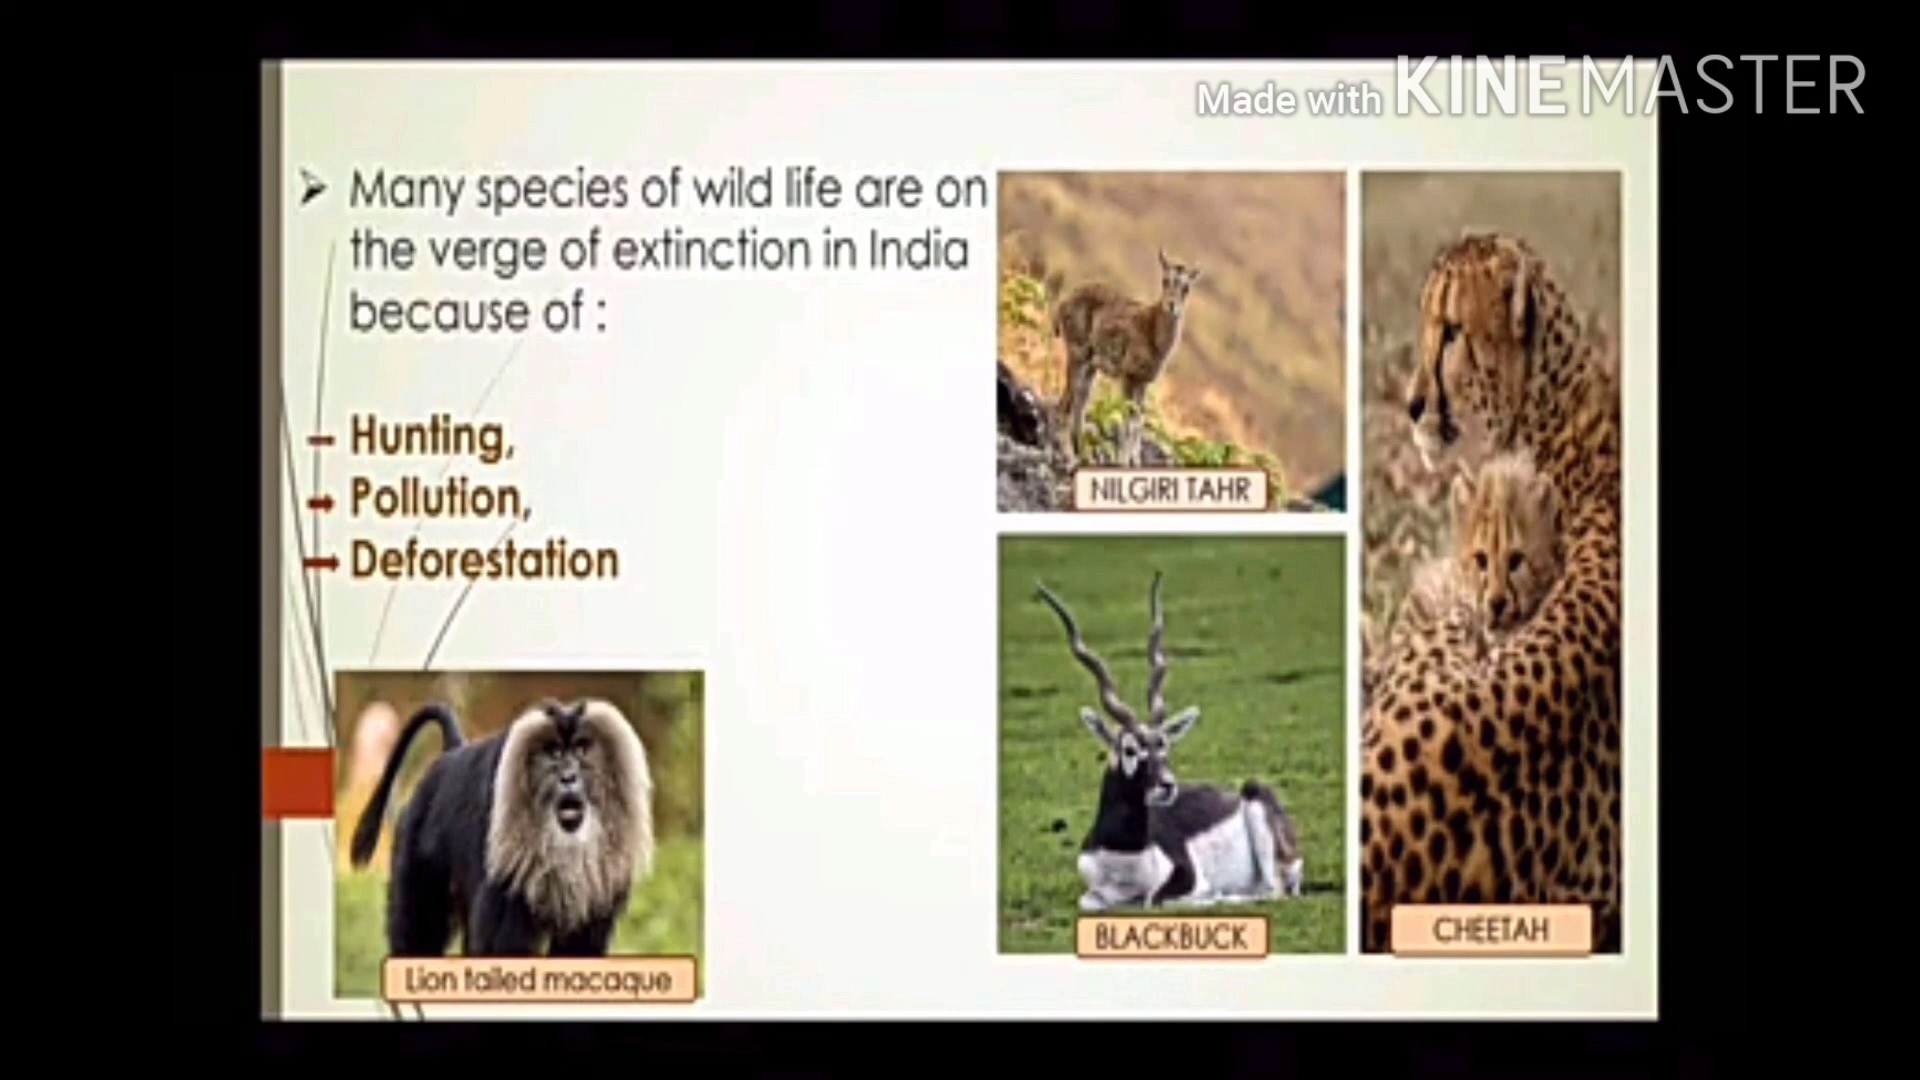 Made with KINEMASTER
➤ Many species of wild life are on
the verge of extinction in India
because of :
– Hunting,
➡ Pollution,
➡ Deforestation
NILGIRI TAHR
BLACKBUCK
CHEETAH
Lion tailed macaque